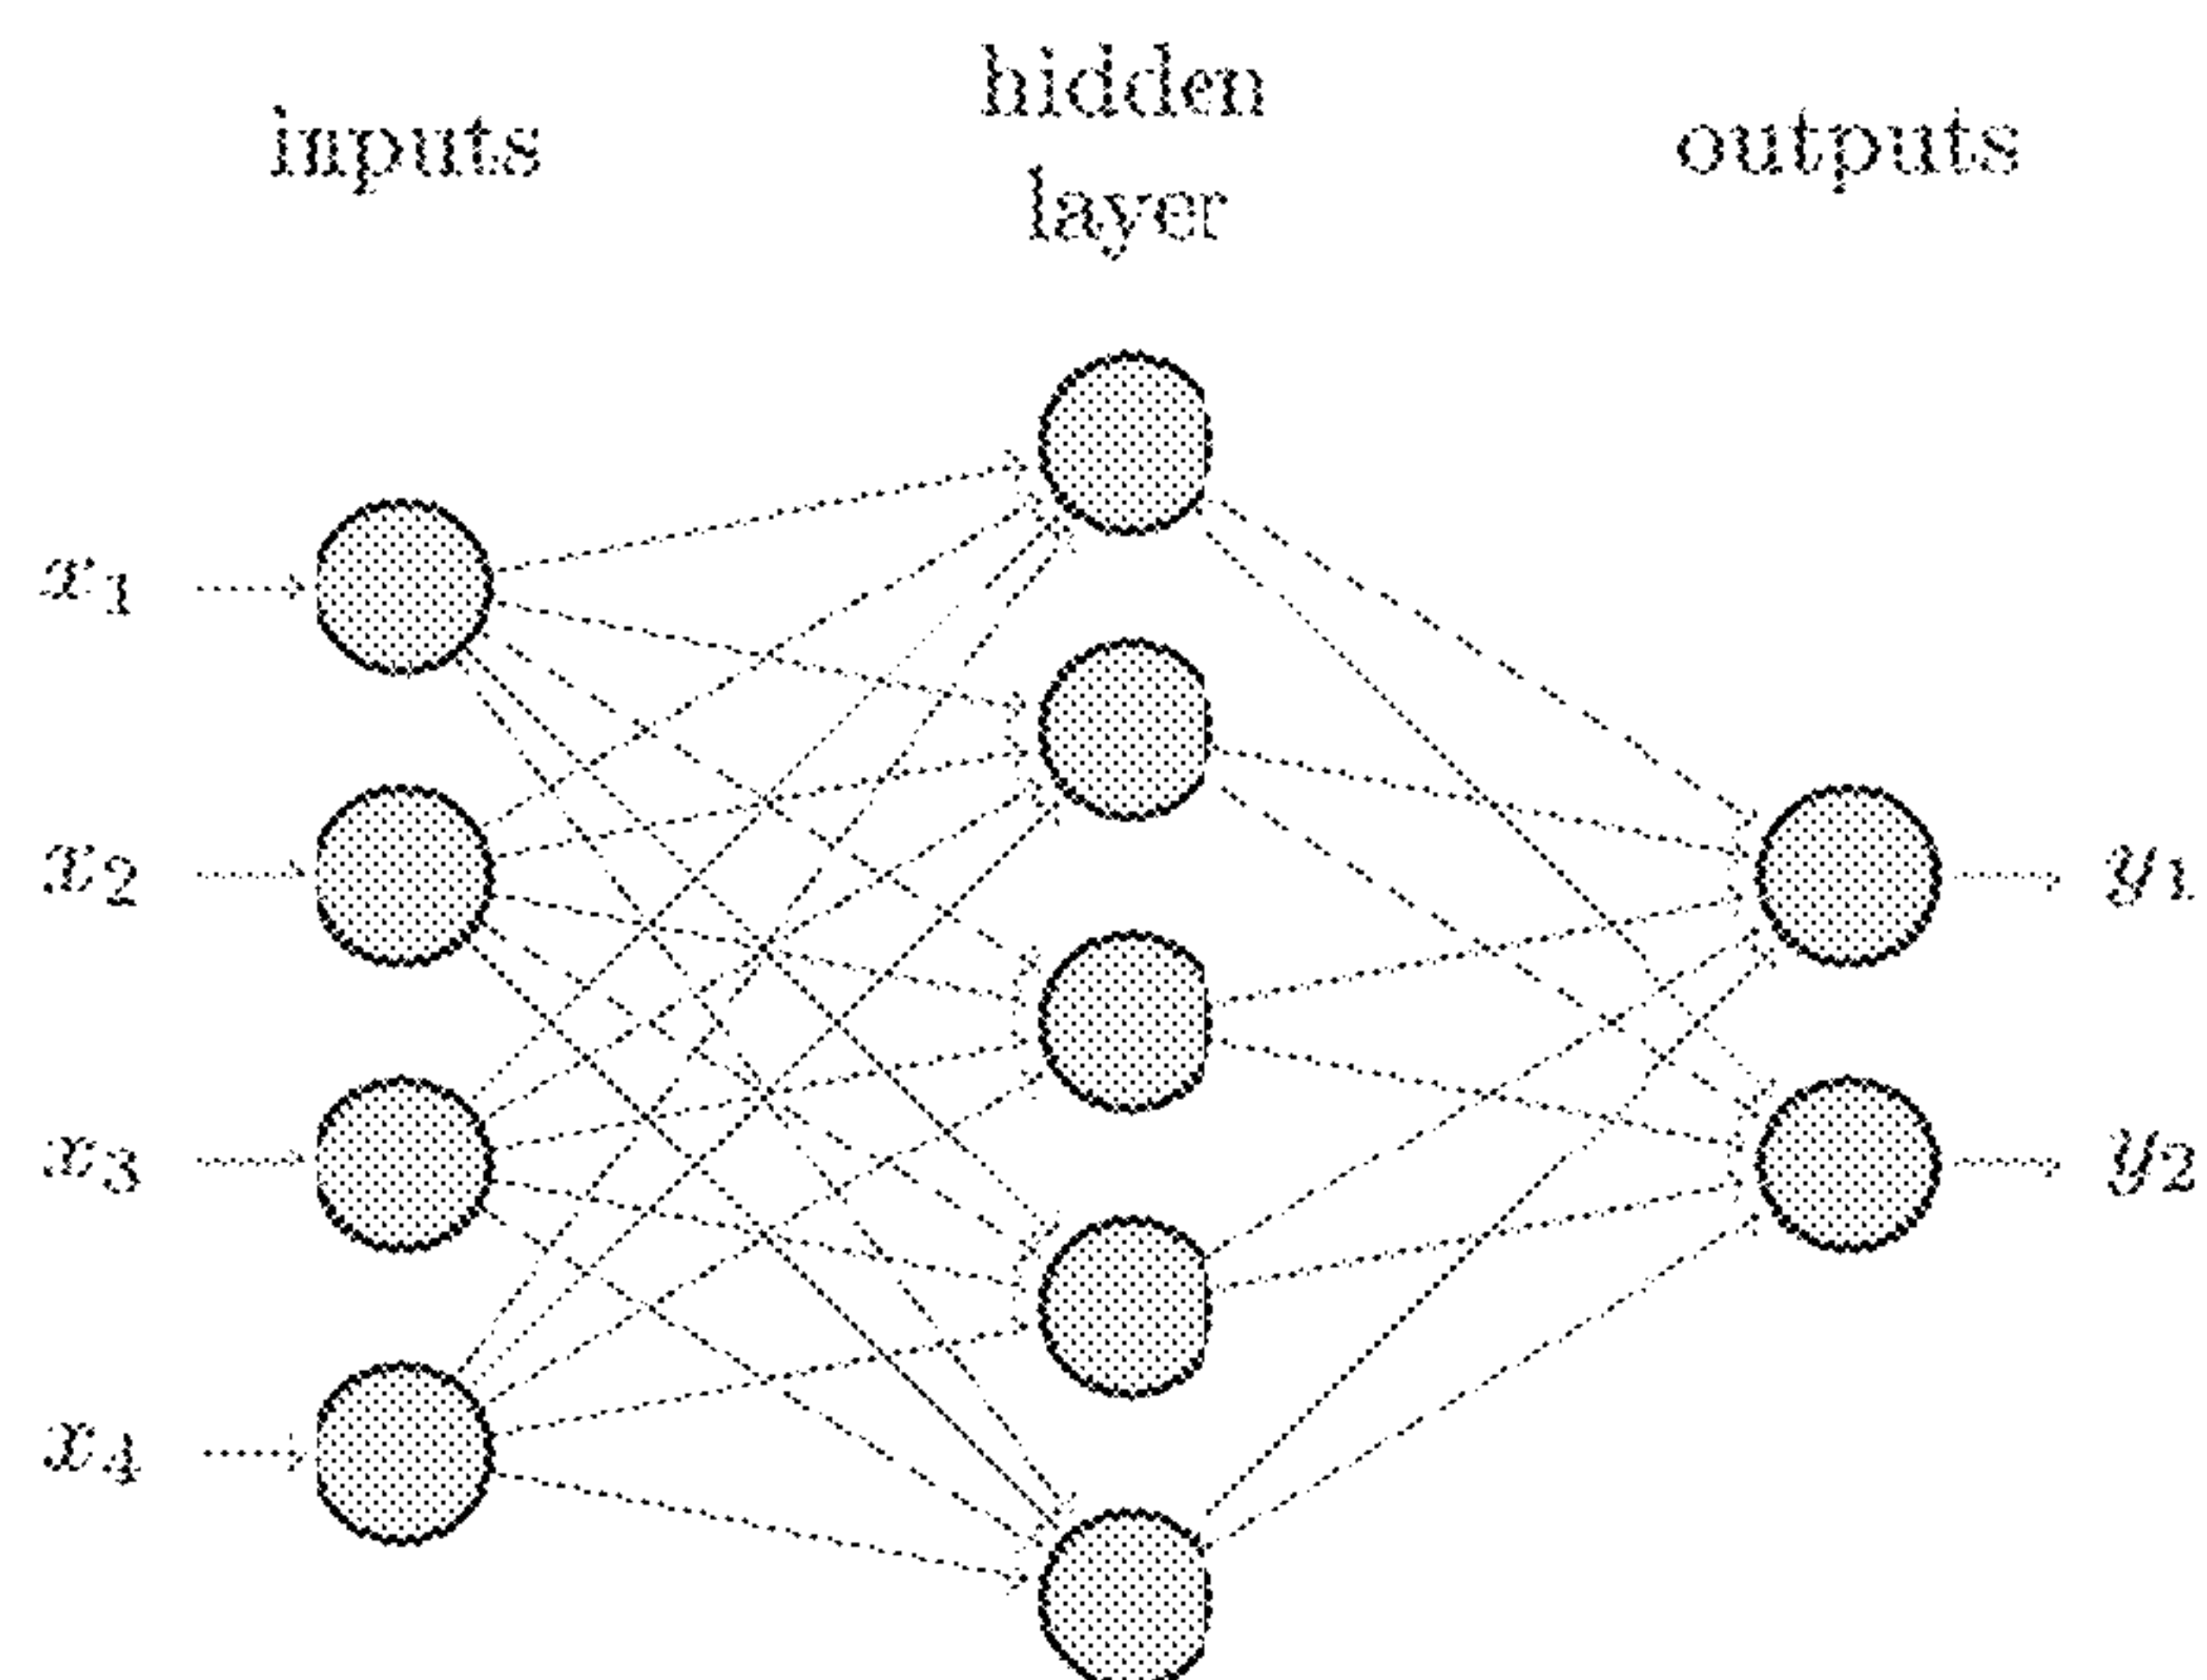 inputs
hidden
layer
outputs
x1
x2
x3
x4
y1
y2